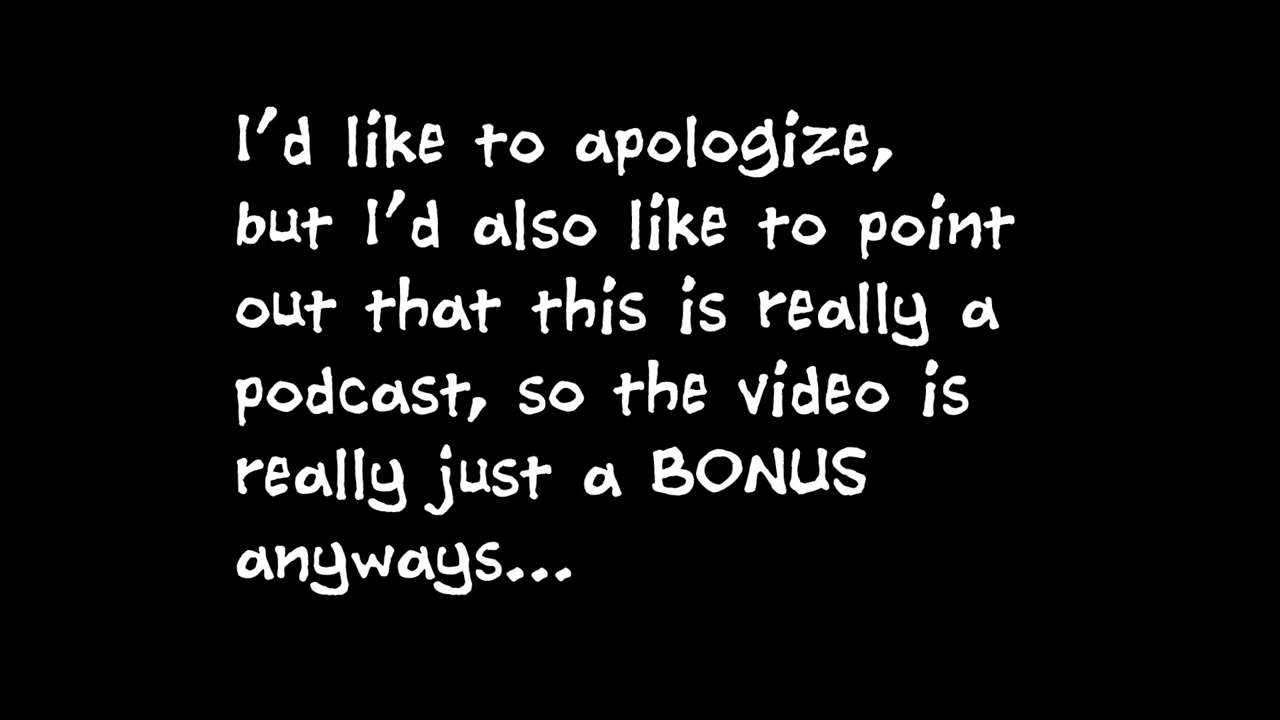 I'd like to apologize,
but I'd also like to point
out that this is really a
podcast, so the video is
really just a BONUS
anyways...